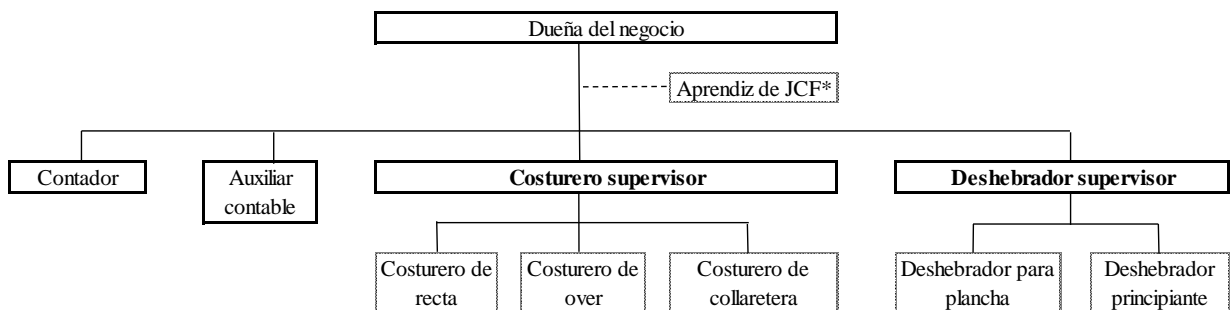 Dueña del negocio
Aprendiz de JCF*
Contador
Auxiliar
contable
Costurero supervisor
Deshebrador supervisor
Costurero de
recta
Costurero de
over
Costurero de
collaretera
Deshebrador para
plancha
Deshebrador
principiante